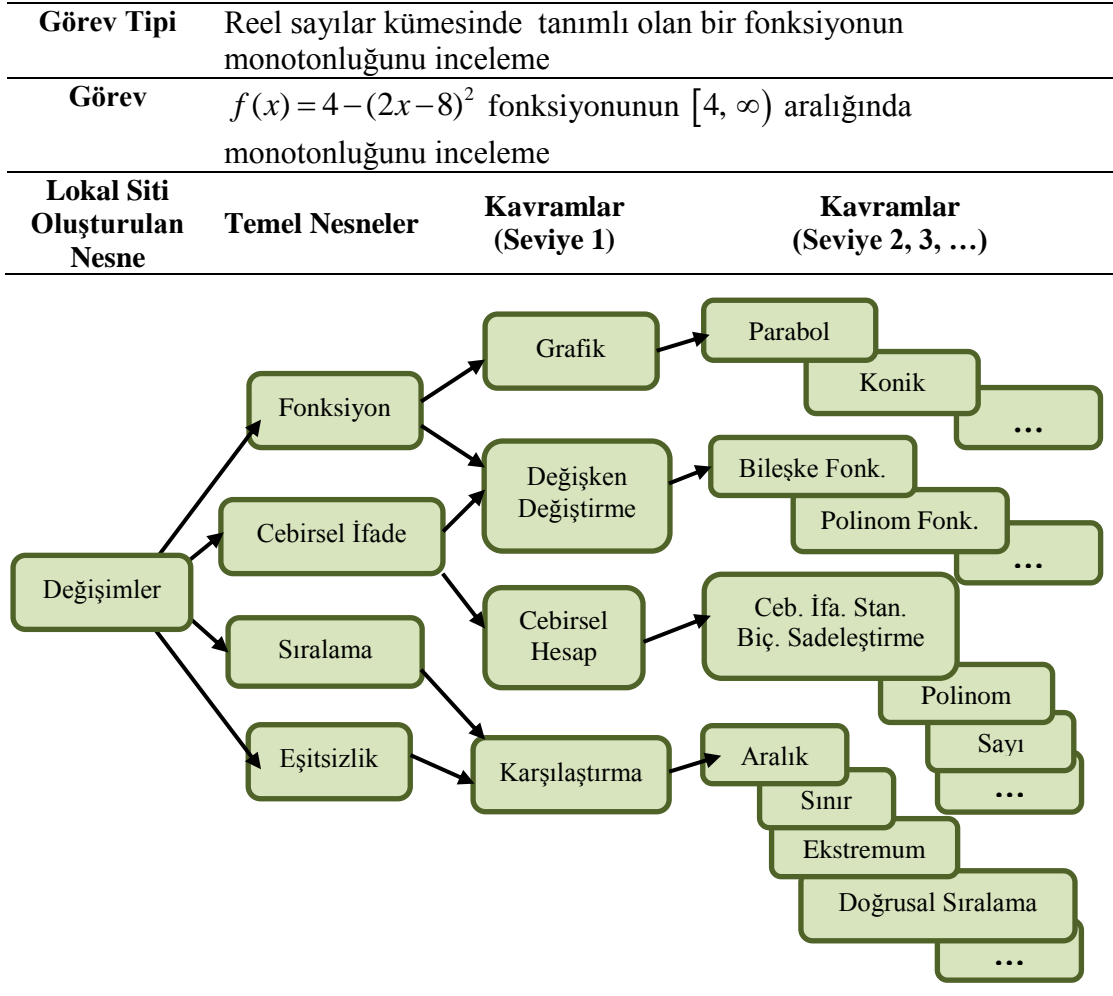 Görev Tipi Reel sayılar kümesinde tanımlı olan bir fonksiyonun
monotonluğunu inceleme
Görev f(x) = 4 − (2x − 8)² fonksiyonunun [4, ∞) aralığında
monotonluğunu inceleme
Lokal Siti
Oluşturulan
Nesne
Temel Nesneler
Kavramlar
(Seviye 1)
Kavramlar
(Seviye 2, 3, …)
Değişimler
Fonksiyon
Cebirsel İfade
Sıralama
Eşitsizlik
Grafik
Değişken
Değiştirme
Cebirsel
Hesap
Karşılaştırma
Parabol
Konik
…
Bileşke Fonk.
Polinom Fonk.
…
Ceb. İfa. Stan.
Biç. Sadeleştirme
Polinom
Sayı
…
Aralık
Sınır
Ekstremum
Doğrusal Sıralama
…